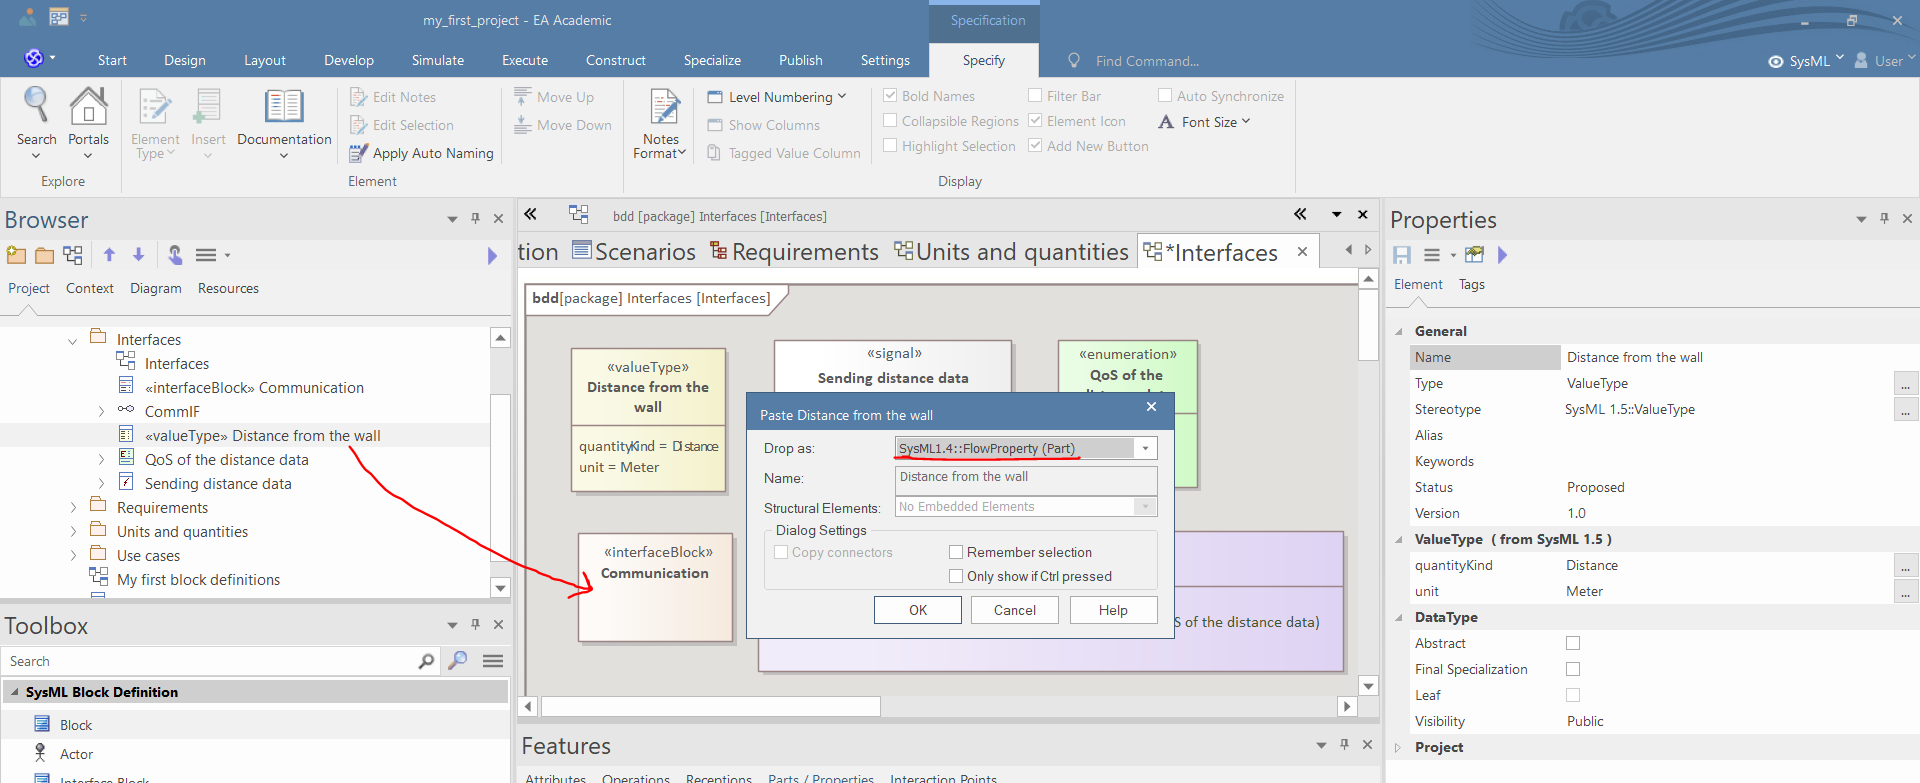 my_first_project - EA Academic
Specification
Start
Design
Layout
Develop
Simulate
Execute
Construct
Specialize
Publish
Settings
Specify
Find Command...
SysML
User
Search
Portals
Explore
Element
Type
Insert
Documentation
Edit Notes
Edit Selection
Apply Auto Naming
Move Up
Move Down
Element
Notes
Format
Level Numbering
Show Columns
Tagged Value Column
Bold Names
Collapsible Regions
Highlight Selection
Filter Bar
Element Icon
Add New Button
Auto Synchronize
Font Size
Display
Browser
Project
Context
Diagram
Resources
Interfaces
Interfaces
«interfaceBlock» Communication
CommIF
«valueType» Distance from the wall
QoS of the distance data
Sending distance data
Requirements
Units and quantities
Use cases
My first block definitions
Toolbox
Search
SysML Block Definition
Block
Actor
Interface Block
bdd [package] Interfaces [Interfaces]
tion
Scenarios
Requirements
Units and quantities
*Interfaces
bdd[package] Interfaces [Interfaces]
«valueType»
Distance from the
wall
quantityKind = Distance
unit = Meter
«signal»
Sending distance data
«enumeration»
QoS of the
«interfaceBlock»
Communication
S of the distance data)
Paste Distance from the wall
Drop as:
SysML1.4::FlowProperty (Part)
Name:
Distance from the wall
Structural Elements:
No Embedded Elements
Dialog Settings
Copy connectors
Remember selection
Only show if Ctrl pressed
OK
Cancel
Help
Features
Attributes
Operations
Receptions
Parts / Properties
Interaction Points
Properties
Element
Tags
General
Name
Distance from the wall
Type
ValueType
...
Stereotype
SysML 1.5::ValueType
...
Alias
Keywords
Status
Proposed
Version
1.0
ValueType ( from SysML 1.5 )
quantityKind
Distance
...
unit
Meter
...
DataType
Abstract
Final Specialization
Leaf
Visibility
Public
Project